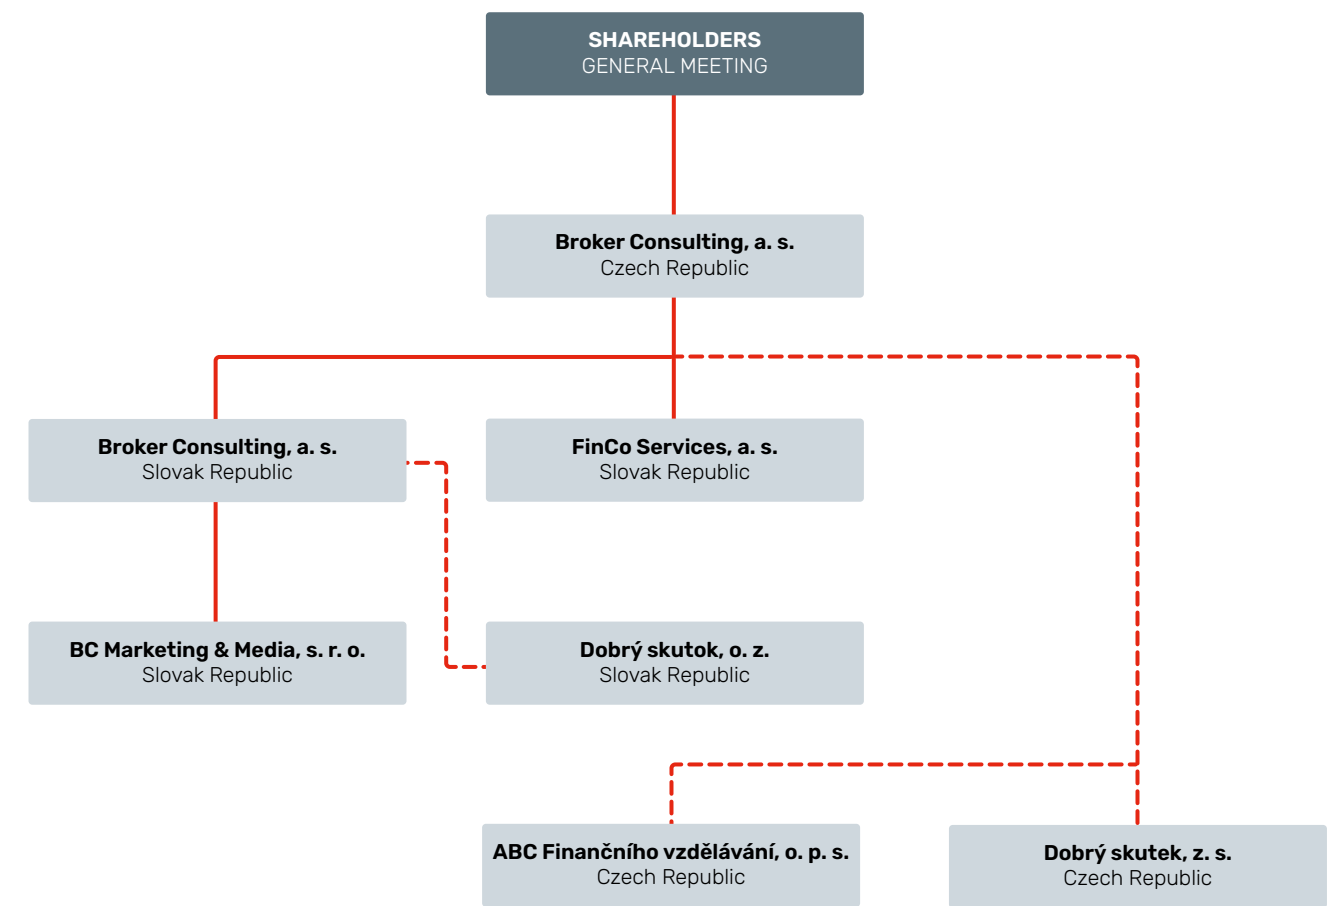 SHAREHOLDERS
GENERAL MEETING
Broker Consulting, a. s.
Czech Republic
Broker Consulting, a. s.
Slovak Republic
FinCo Services, a. s.
Slovak Republic
BC Marketing & Media, s. r. o.
Slovak Republic
Dobrý skutok, o. z.
Slovak Republic
ABC Finančního vzdělávání, o. p. s.
Czech Republic
Dobrý skutek, z. s.
Czech Republic